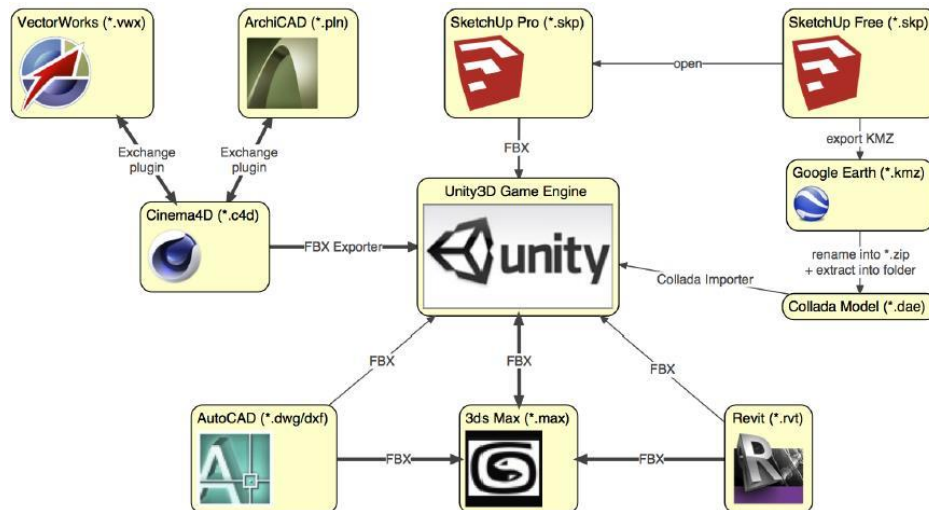 VectorWorks (*.vwx)
ArchiCAD (*.pln)
SketchUp Pro (*.skp)
SketchUp Free (*.skp)
open
Exchange
plugin
Exchange
plugin
FBX
export KMZ
Google Earth (*.kmz)
Unity3D Game Engine
unity
Cinema4D (*.c4d)
FBX Exporter
rename into *.zip
+ extract into folder
Collada Importer
Collada Model (*.dae)
FBX
FBX
FBX
AutoCAD (*.dwg/dxf)
3ds Max (*.max)
Revit (*.rvt)
A
R
FBX
FBX